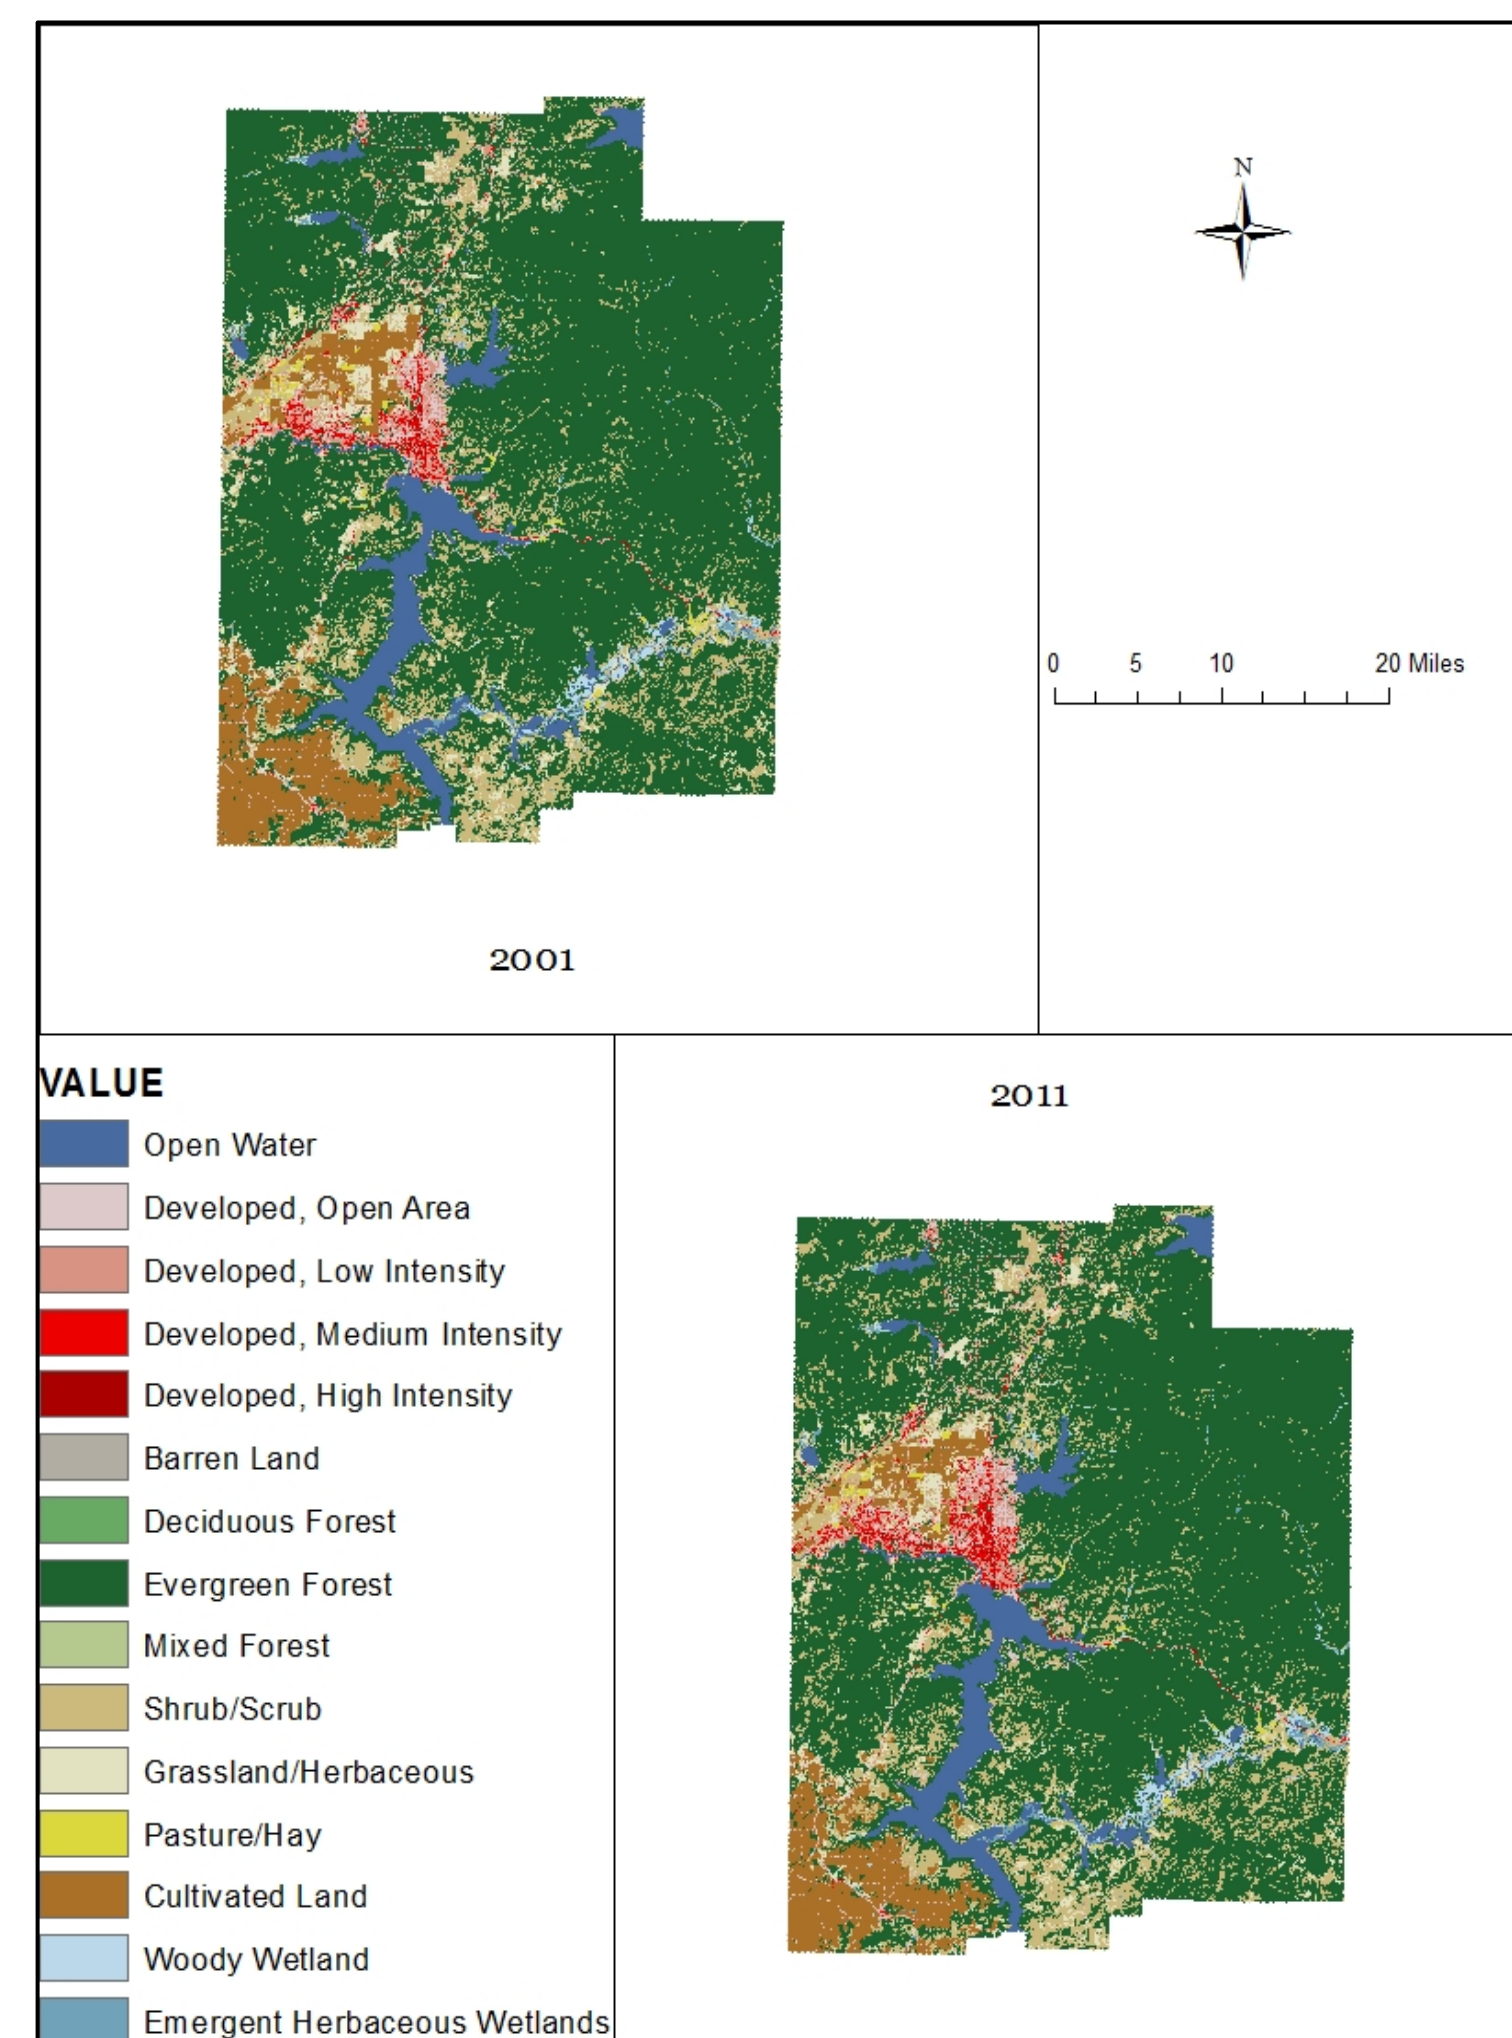 N
0 5 10 20 Miles
2001
VALUE
Open Water
Developed, Open Area
Developed, Low Intensity
Developed, Medium Intensity
Developed, High Intensity
Barren Land
Deciduous Forest
Evergreen Forest
Mixed Forest
Shrub/Scrub
Grassland/Herbaceous
Pasture/Hay
Cultivated Land
Woody Wetland
Emergent Herbaceous Wetlands
2011